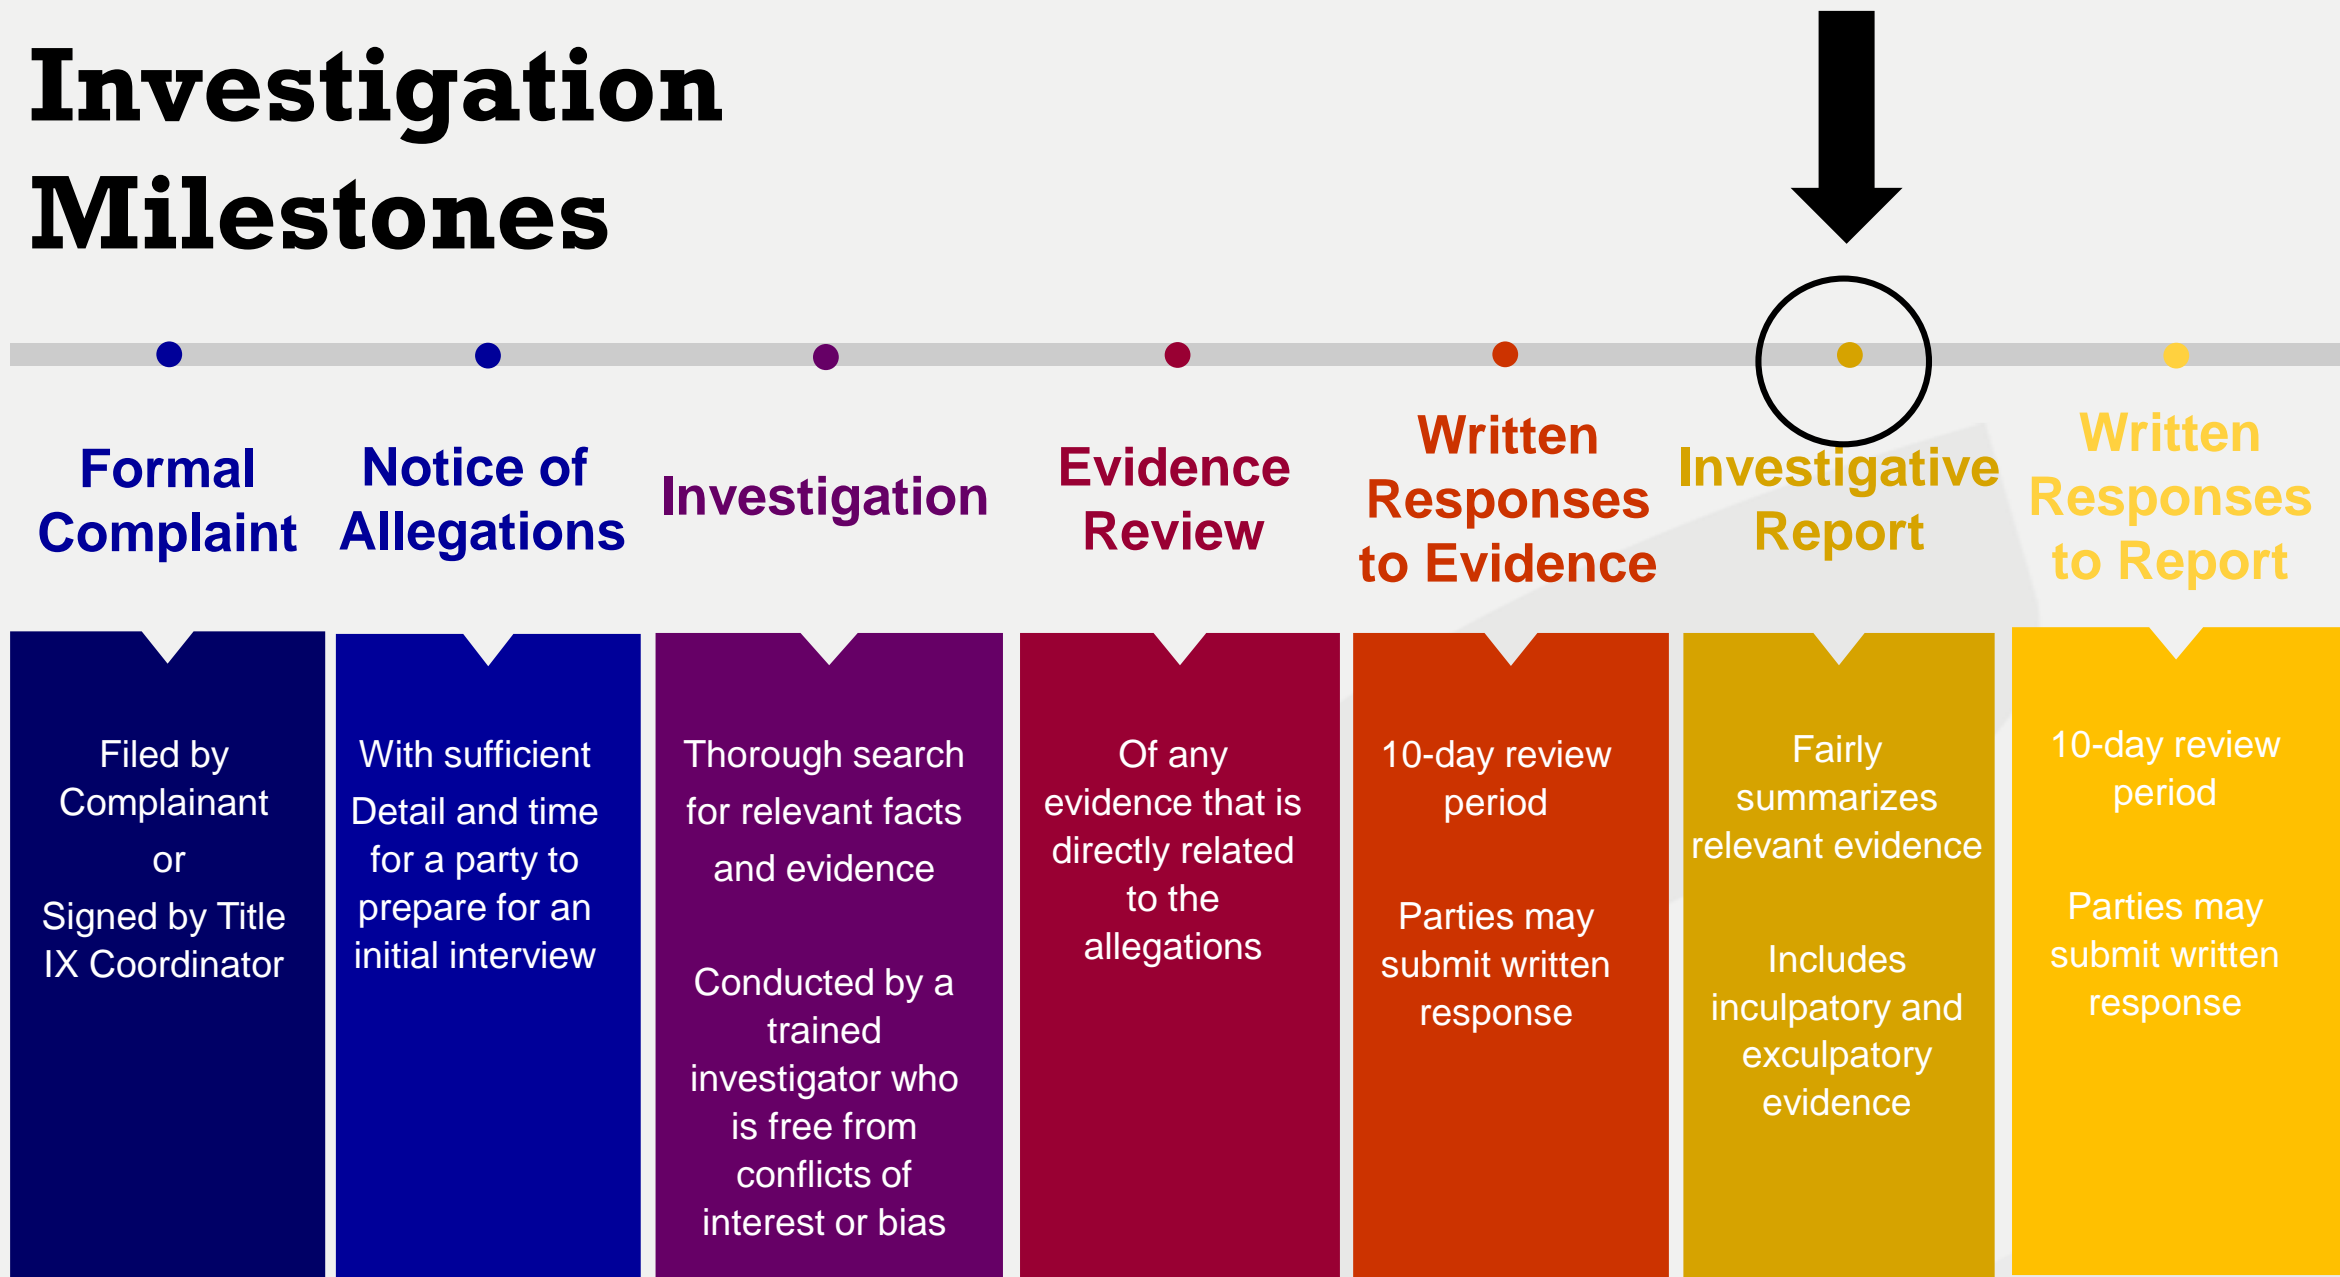 Investigation
Milestones
Formal
Complaint
Notice of
Allegations
Investigation
Evidence
Review
Written
Responses
to Evidence
Investigative
Report
Written
Responses
to Report
Filed by
Complainant
or
Signed by Title
IX Coordinator
With sufficient
Detail and time
for a party to
prepare for an
initial interview
Thorough search
for relevant facts
and evidence
Conducted by a
trained
investigator who
is free from
conflicts of
interest or bias
Of any
evidence that is
directly related
to the
allegations
10-day review
period
Parties may
submit written
response
Fairly
summarizes
relevant evidence
Includes
inculpatory and
exculpatory
evidence
10-day review
period
Parties may
submit written
response